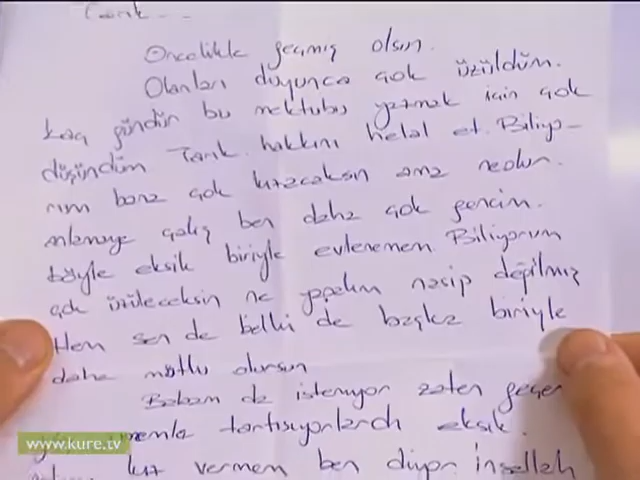 Tarık...
Öncelikle geçmiş olsun.
Olanları duyunca çok üzüldüm.
kaç gündür bu mektubu yazmak için çok
düşündüm Tarık. hakkını helal et. Biliyo-
rum bana çok kızacaksın ama neolur.
anlamaya çalış ben daha çok gencim.
böyle eksik biriyle evlenemem. Biliyorum
çok üzüleceksin ne yapalım nasip değilmiş
Hem sen de belki de başka biriyle
daha mutlu olursun
Babam da istemiyor zaten geçen
tartışıyorlardı eksik.
kız vermem ben diyor inşallah
www.kure.tv